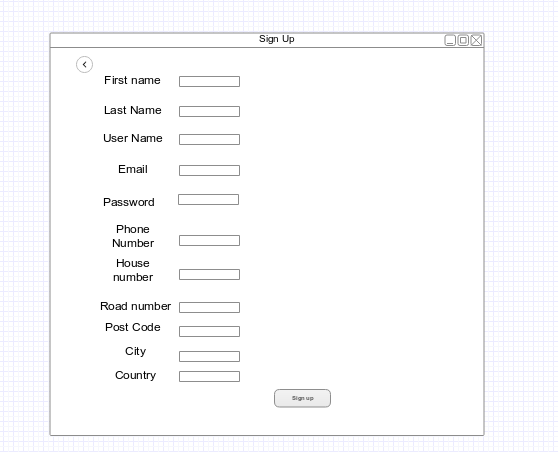 Sign Up
First name
Last Name
User Name
Email
Password
Phone
Number
House
number
Road number
Post Code
City
Country
Sign up